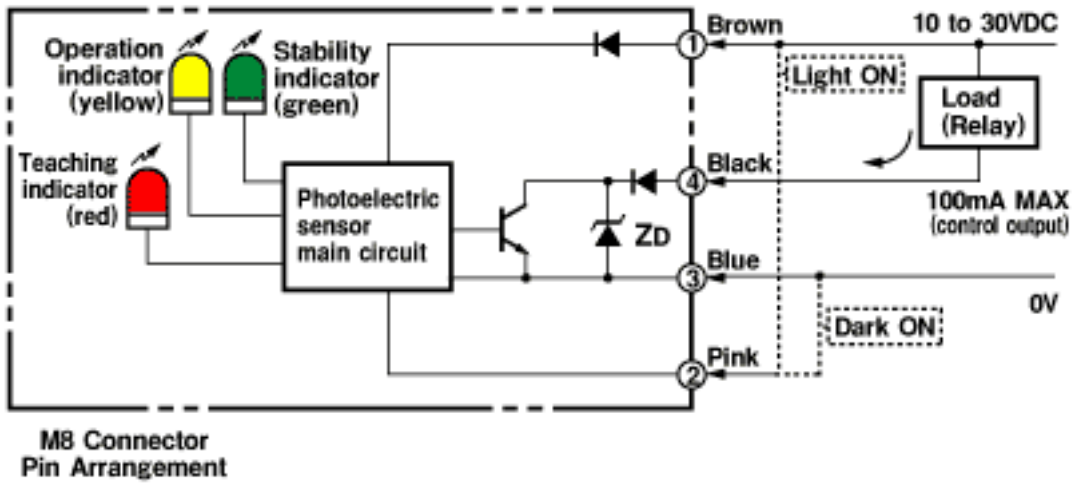 Operation
indicator
(yellow)
Stability
indicator
(green)
Teaching
indicator
(red)
Photoelectric
sensor
main circuit
ZD
1
Brown
10 to 30VDC
Light ON
Load
(Relay)
4
Black
100mA MAX
(control output)
3
Blue
0V
Dark ON
2
Pink
M8 Connector
Pin Arrangement